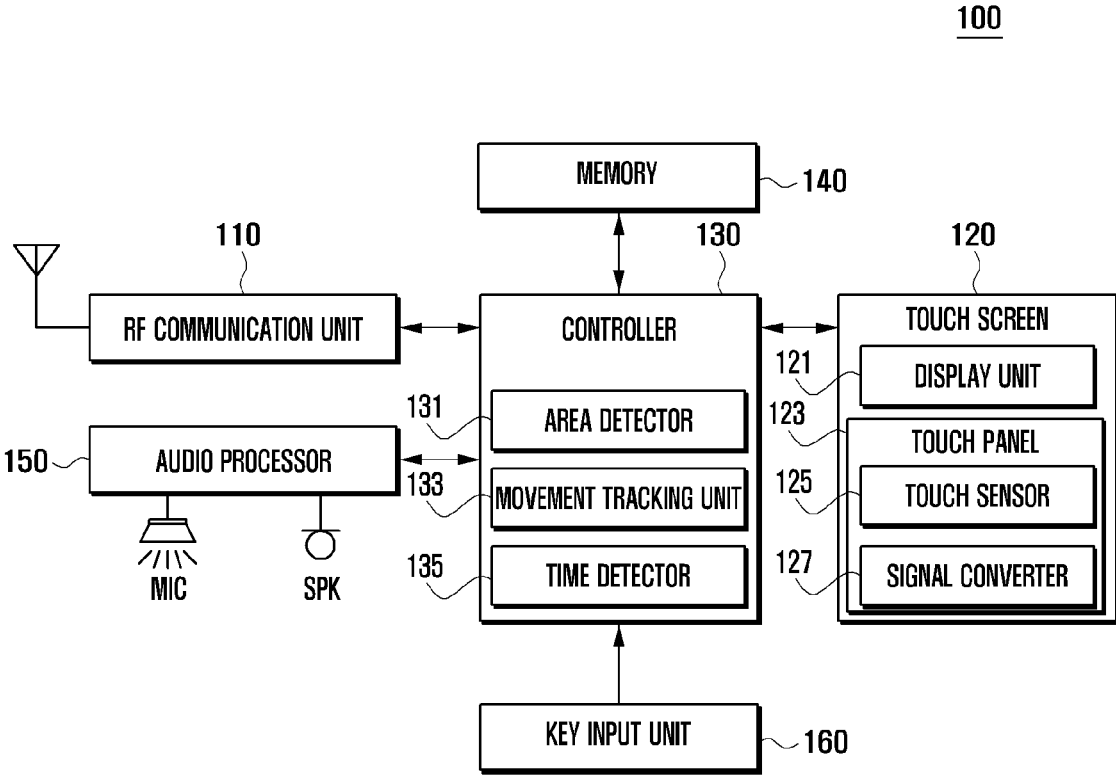 100
MEMORY
140
110
130
120
RF COMMUNICATION UNIT
CONTROLLER
TOUCH SCREEN
121
DISPLAY UNIT
131
AREA DETECTOR
123
TOUCH PANEL
150
AUDIO PROCESSOR
133
MOVEMENT TRACKING UNIT
125
TOUCH SENSOR
135
TIME DETECTOR
127
SIGNAL CONVERTER
MIC
SPK
KEY INPUT UNIT
160